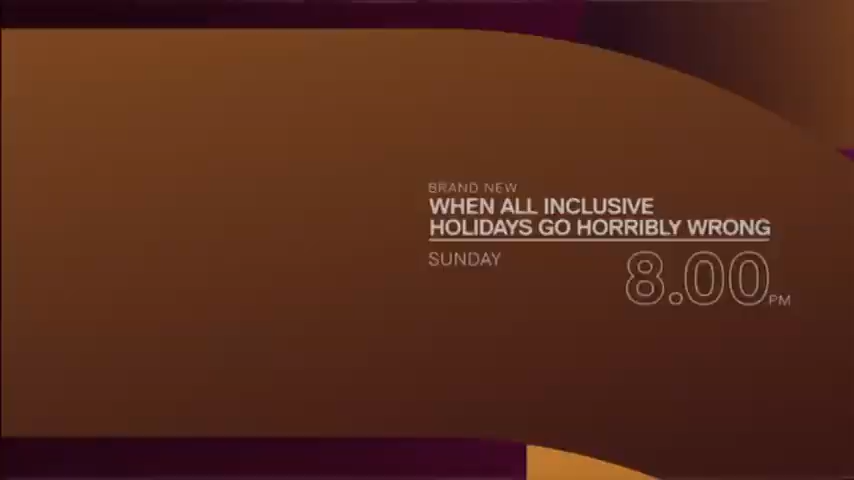 BRAND NEW
WHEN ALL INCLUSIVE
HOLIDAYS GO HORRIBLY WRONG
SUNDAY
8.00PM